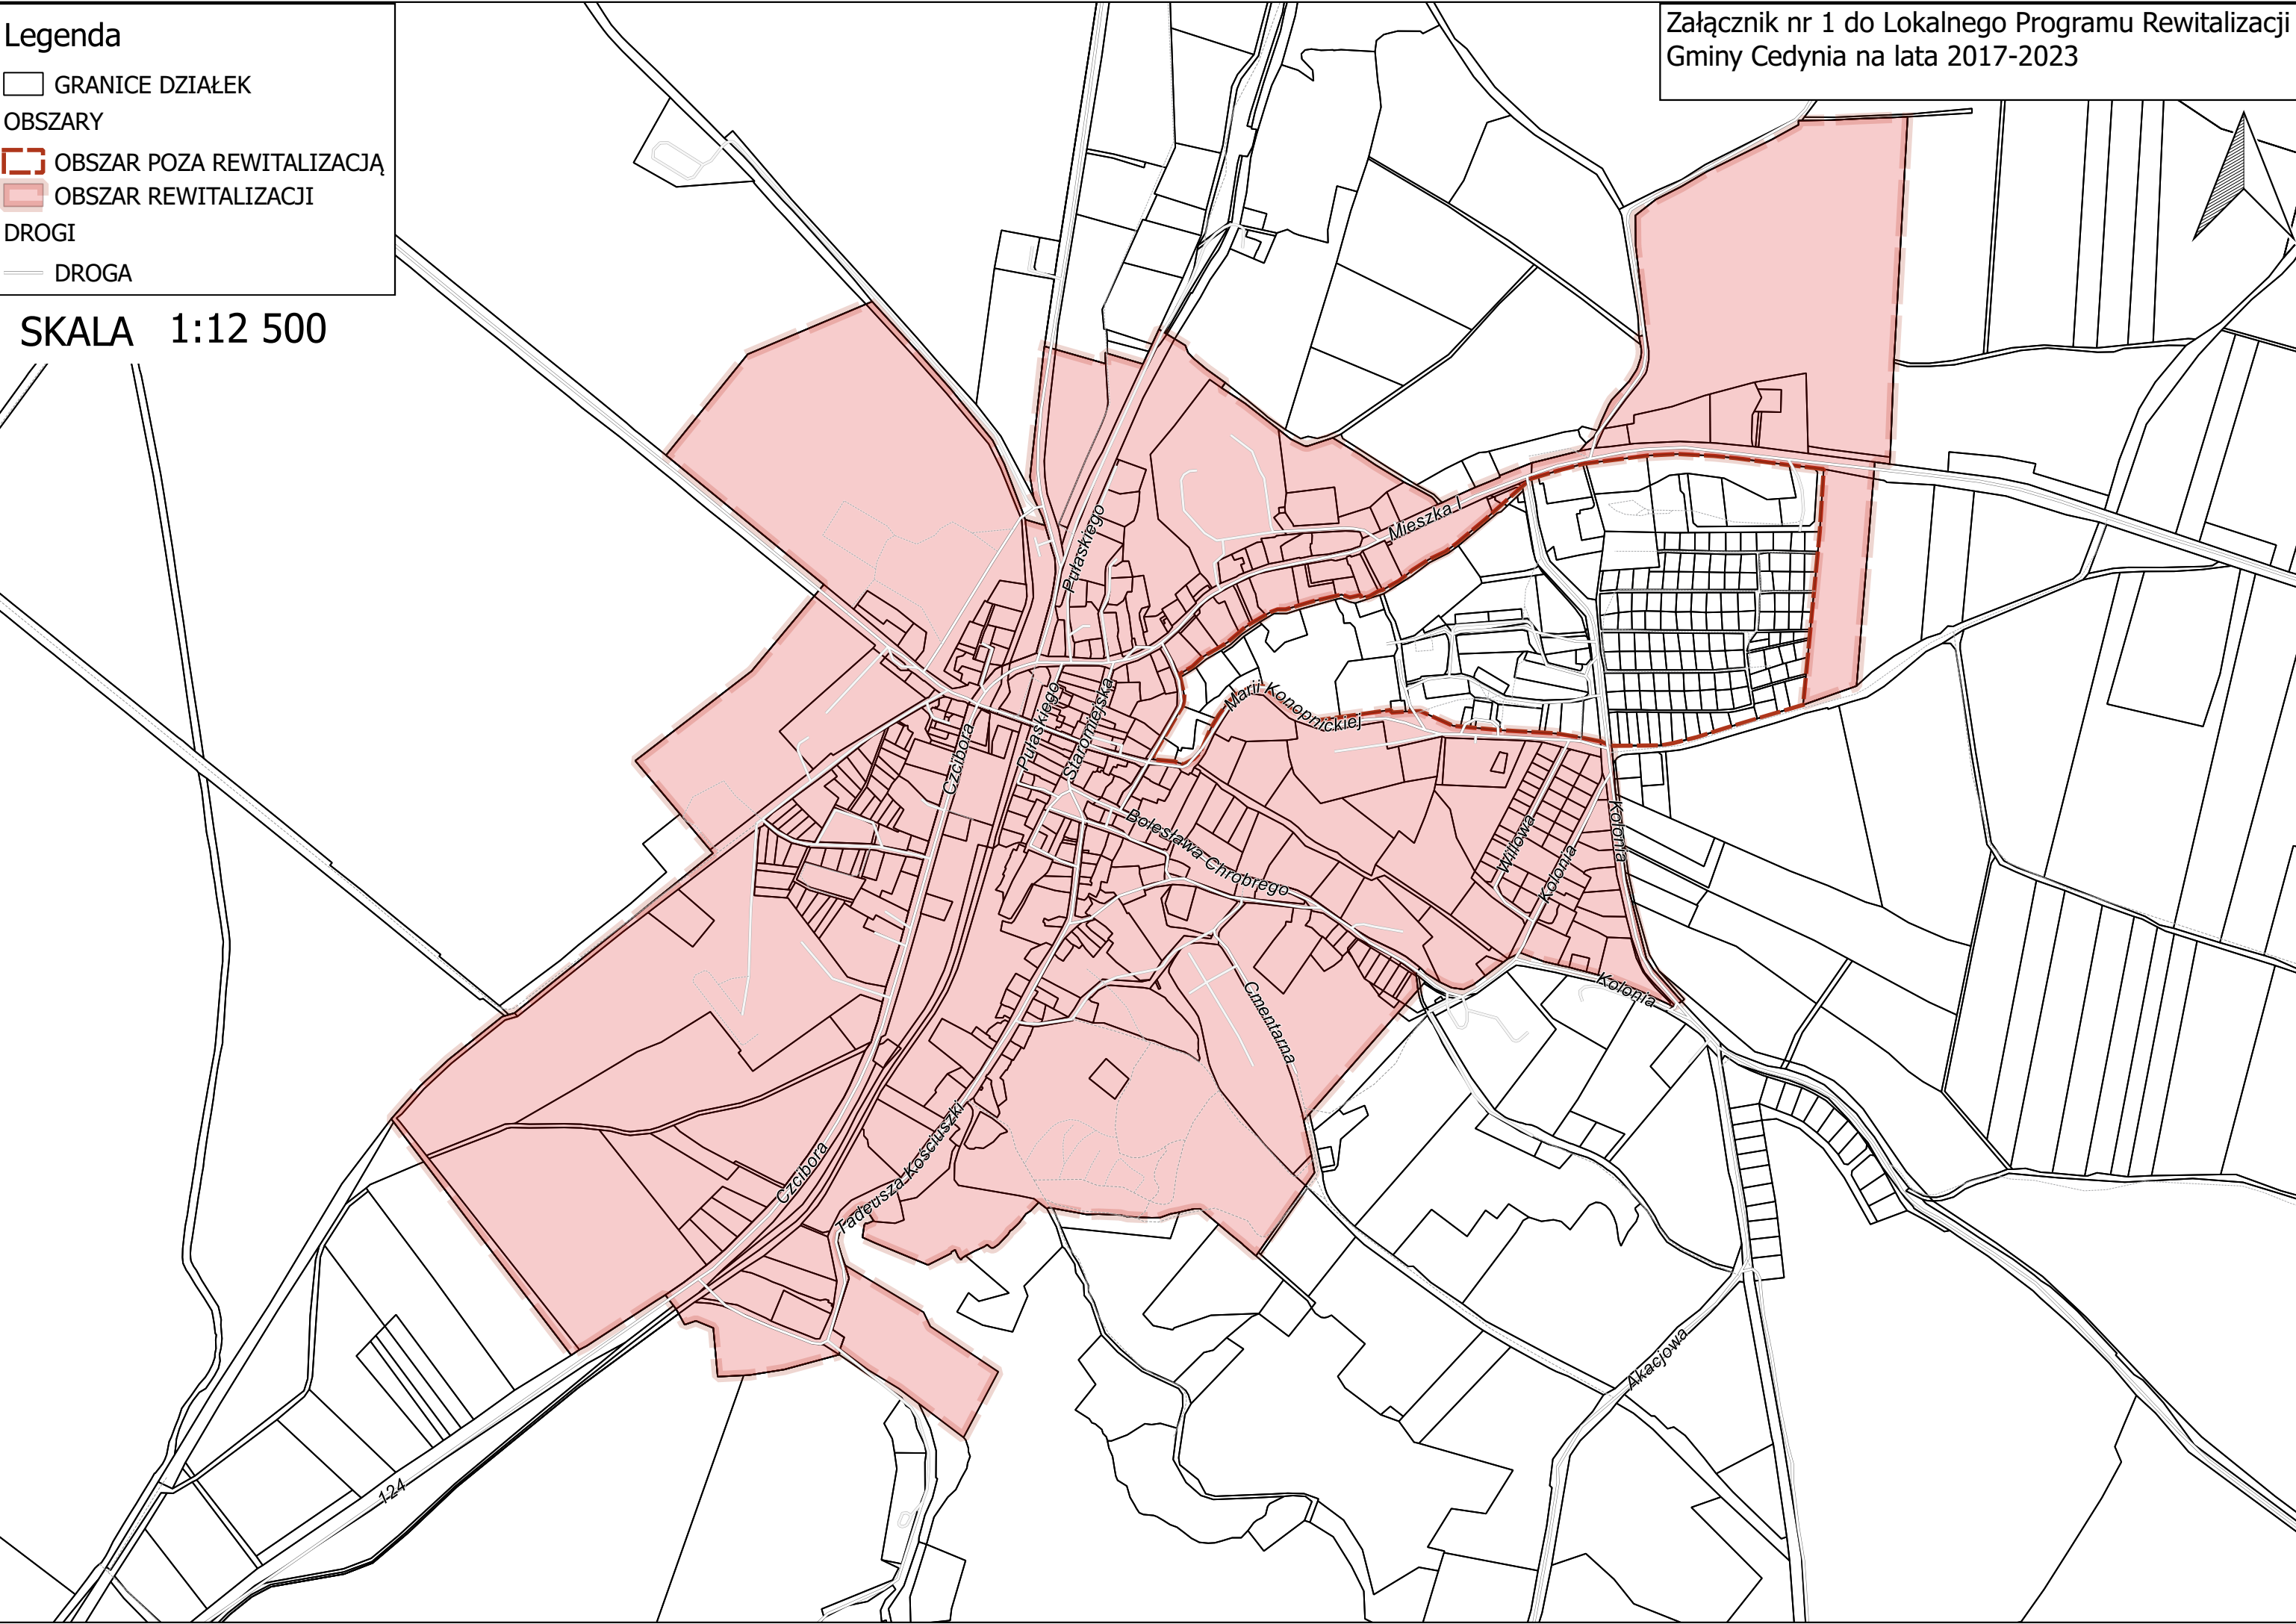 Legenda
GRANICE DZIAŁEK
OBSZARY
OBSZAR POZA REWITALIZACJĄ
OBSZAR REWITALIZACJI
DROGI
DROGA
SKALA 1:12 500
Załącznik nr 1 do Lokalnego Programu Rewitalizacji
Gminy Cedynia na lata 2017-2023
Pułaskiego
Mieszka I
Marii Konopnickiej
Staromiejska
Pułaskiego
Czcibora
Bolesława Chrobrego
Willowa
Kolonia
Kolonia
Kolonia
Cmentarna
Tadeusza Kościuszki
Czcibora
Akacjowa
124